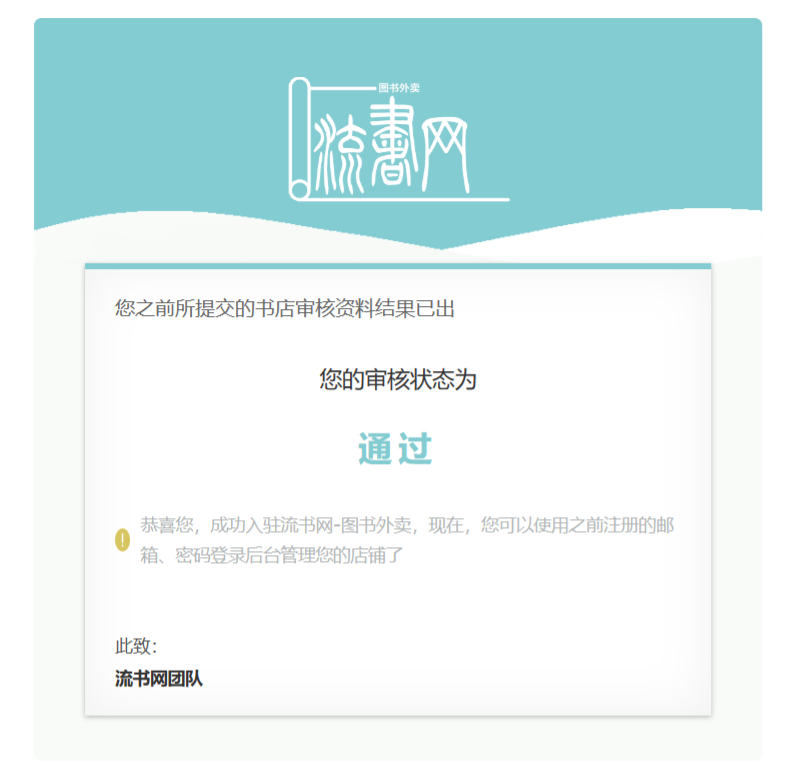 图书外卖
流書网
您之前所提交的书店审核资料结果已出
您的审核状态为
通过
恭喜您，成功入驻流书网-图书外卖，现在，您可以使用之前注册的邮
箱、密码登录后台管理您的店铺了
此致：
流书网团队